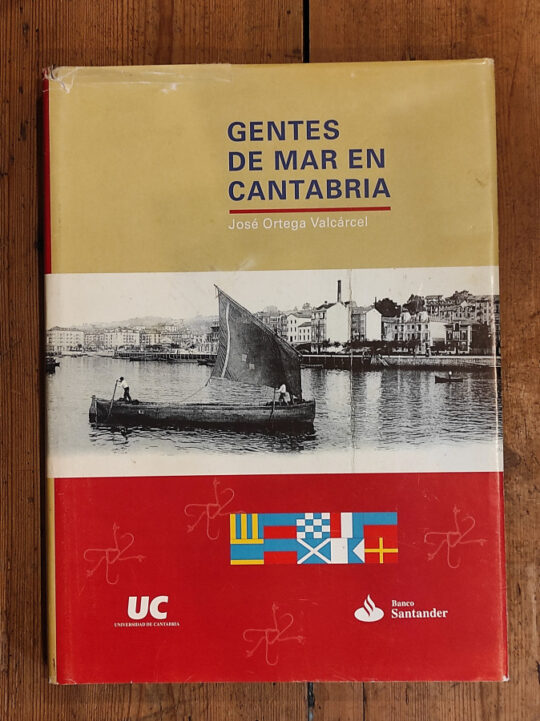 GENTES
DE MAR EN
CANTABRIA
José Ortega Valcárcel
UC
UNIVERSIDAD DE CANTABRIA
Banco
Santander